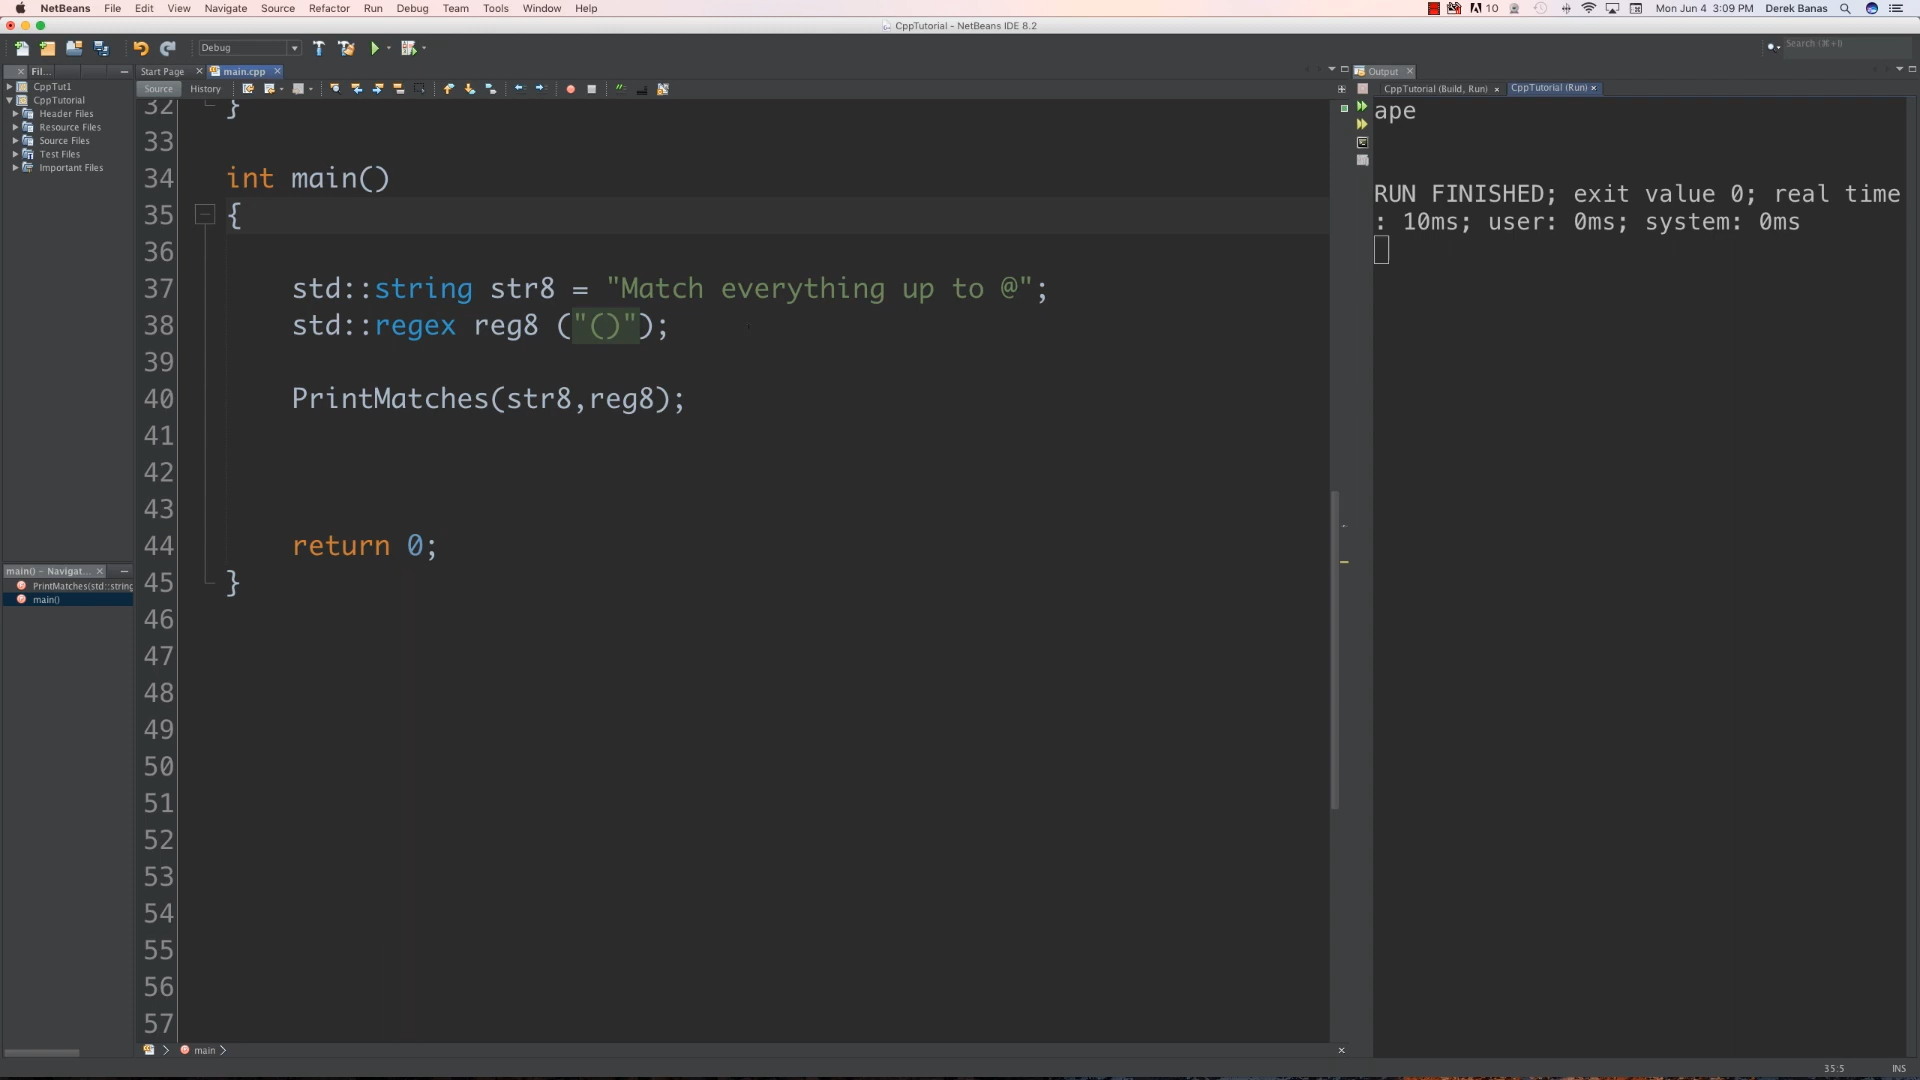 NetBeans File Edit View Navigate Source Refactor Run Debug Team Tools Window Help 10 Mon Jun 4 3:09 PM Derek Banas
CppTutorial - NetBeans IDE 8.2
Debug
Search (⌘+I)
Fil...
Start Page
main.cpp
Output
Source History
CppTutorial (Build, Run)
CppTutorial (Run)
CppTut1
CppTutorial
Header Files
Resource Files
Source Files
Test Files
Important Files
main() - Navigat...
PrintMatches(std::string
main()
32 }
33
34 int main()
35 {
36
37 std::string str8 = "Match everything up to @";
38 std::regex reg8 ("()");
39
40 PrintMatches(str8,reg8);
41
42
43
44 return 0;
45 }
46
47
48
49
50
51
52
53
54
55
56
57
ape
RUN FINISHED; exit value 0; real time
: 10ms; user: 0ms; system: 0ms
main
35:5 INS